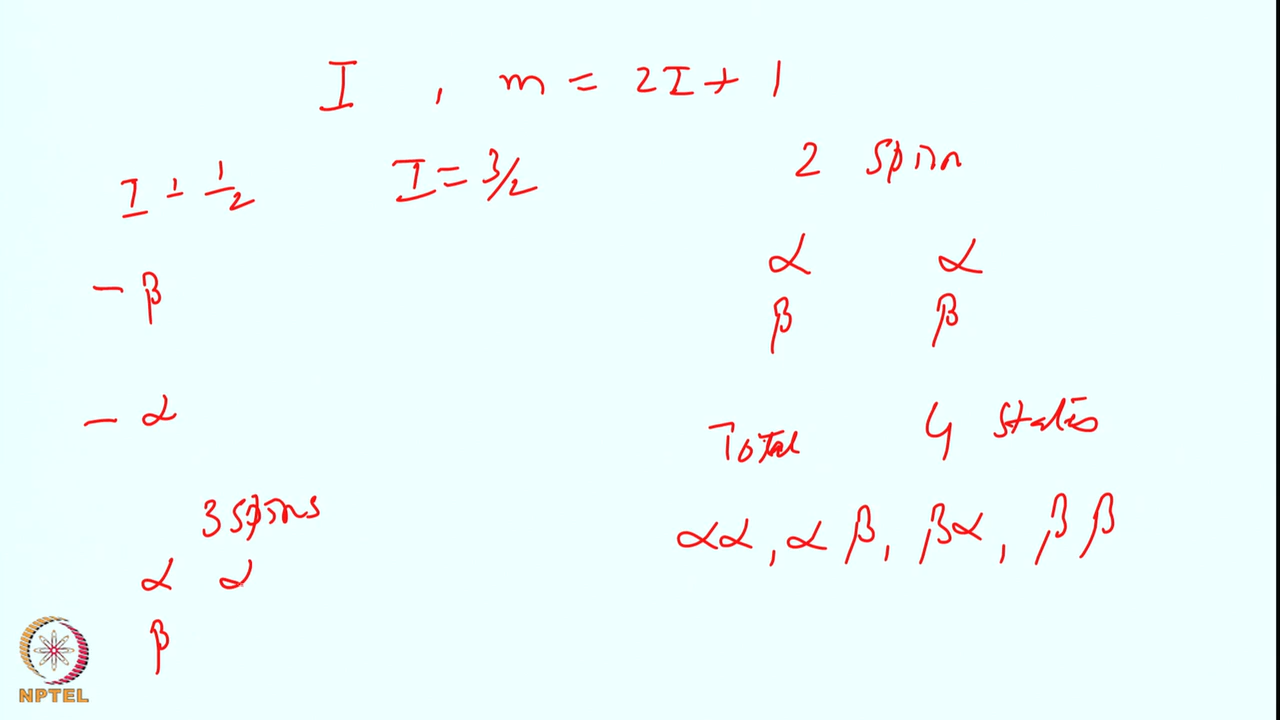 I , m = 2I + 1
I = 1/2 I = 3/2 2 spin
α α
- β β β
- α Total 4 states
3 spins αα, αβ, βα, ββ
α α
β
NPTEL